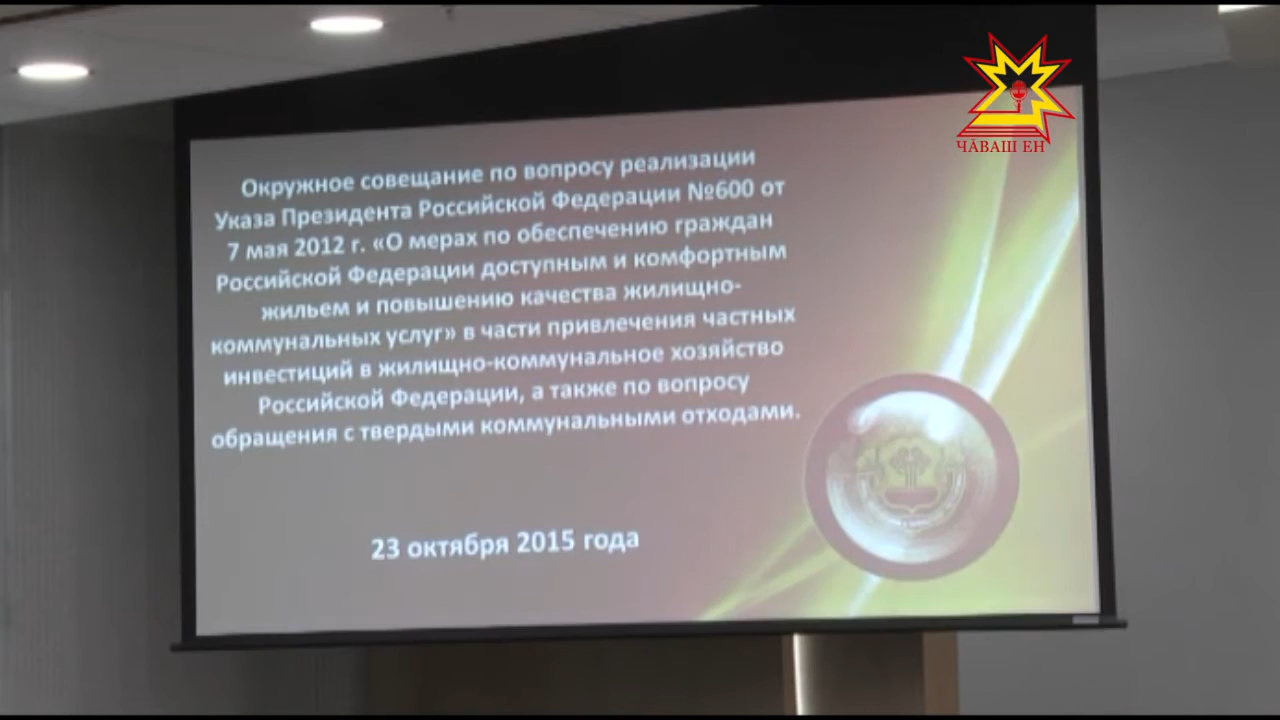 ЧӐВАШ ЕН
Окружное совещание по вопросу реализации
Указа Президента Российской Федерации №600 от
7 мая 2012 г. «О мерах по обеспечению граждан
Российской Федерации доступным и комфортным
жильем и повышению качества жилищно-
коммунальных услуг» в части привлечения частных
инвестиций в жилищно-коммунальное хозяйство
Российской Федерации, а также по вопросу
обращения с твердыми коммунальными отходами.
23 октября 2015 года